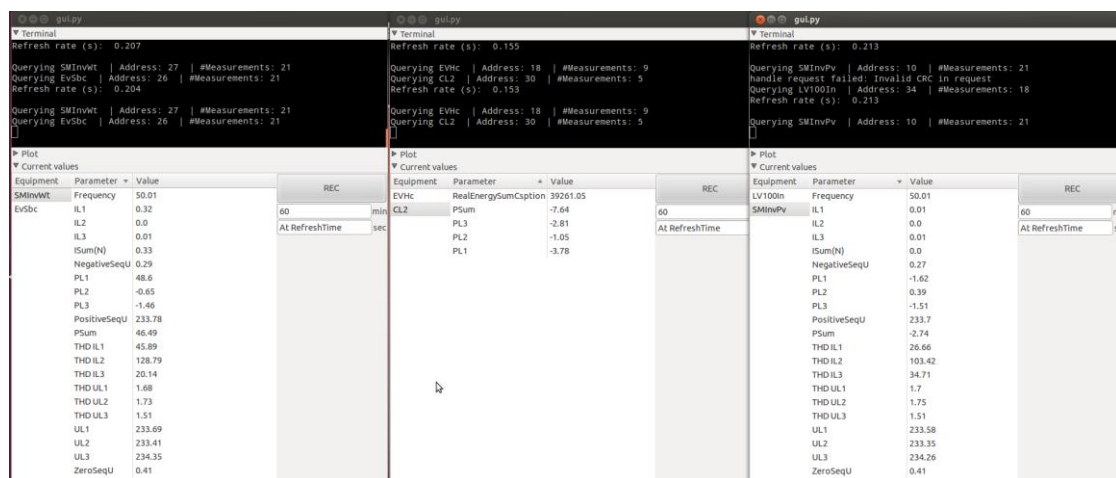 gui.py
▼ Terminal
Refresh rate (s): 0.207
Querying SMInvWt | Address: 27 | #Measurements: 21
Querying EvSbc | Address: 26 | #Measurements: 21
Refresh rate (s): 0.204
Querying SMInvWt | Address: 27 | #Measurements: 21
Querying EvSbc | Address: 26 | #Measurements: 21
▶ Plot
▼ Current values
Equipment Parameter Value
SMInvWt Frequency 50.01
EvSbc IL1 0.32
IL2 0.0
IL3 0.01
ISum(N) 0.33
NegativeSeqU 0.29
PL1 48.6
PL2 -0.65
PL3 -1.46
PositiveSeqU 233.78
PSum 46.49
THD IL1 45.89
THD IL2 128.79
THD IL3 20.14
THD UL1 1.68
THD UL2 1.73
THD UL3 1.51
UL1 233.69
UL2 233.41
UL3 234.35
ZeroSeqU 0.41
REC
60 min
At RefreshTime sec
gui.py
▼ Terminal
Refresh rate (s): 0.155
Querying EVHc | Address: 18 | #Measurements: 9
Querying CL2 | Address: 30 | #Measurements: 5
Refresh rate (s): 0.153
Querying EVHc | Address: 18 | #Measurements: 9
Querying CL2 | Address: 30 | #Measurements: 5
▶ Plot
▼ Current values
Equipment Parameter Value
EVHc RealEnergySumCsption 39261.05
CL2 PSum -7.64
PL3 -2.81
PL2 -1.05
PL1 -3.78
REC
60
At RefreshTime
gui.py
▼ Terminal
Refresh rate (s): 0.213
Querying SMInvPv | Address: 10 | #Measurements: 21
handle request failed: Invalid CRC in request
Querying LV100In | Address: 34 | #Measurements: 18
Refresh rate (s): 0.213
Querying SMInvPv | Address: 10 | #Measurements: 21
▶ Plot
▼ Current values
Equipment Parameter Value
LV100In Frequency 50.01
SMInvPv IL1 0.01
IL2 0.0
IL3 0.01
ISum(N) 0.0
NegativeSeqU 0.27
PL1 -1.62
PL2 0.39
PL3 -1.51
PositiveSeqU 233.7
PSum -2.74
THD IL1 26.66
THD IL2 103.42
THD IL3 34.71
THD UL1 1.7
THD UL2 1.75
THD UL3 1.51
UL1 233.58
UL2 233.35
UL3 234.26
ZeroSeqU 0.41
REC
60
At RefreshTime